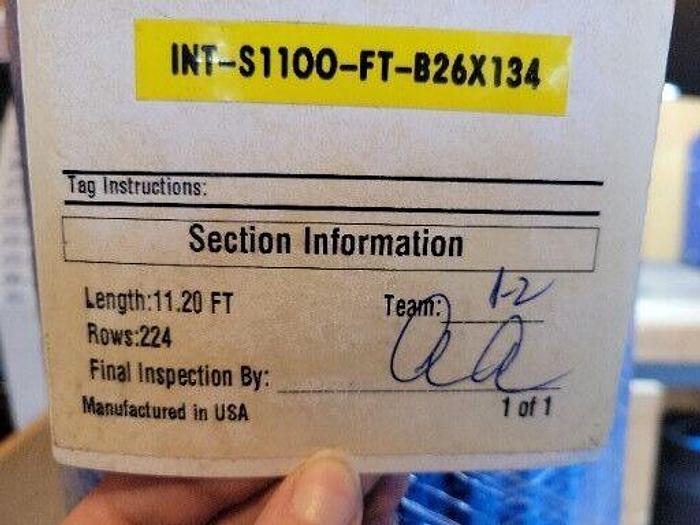 INT-S1100-FT-B26X134
Tag Instructions:
Section Information
Length:11.20 FT
Team: 1-2
Rows:224
Final Inspection By:
Manufactured in USA
1 of 1